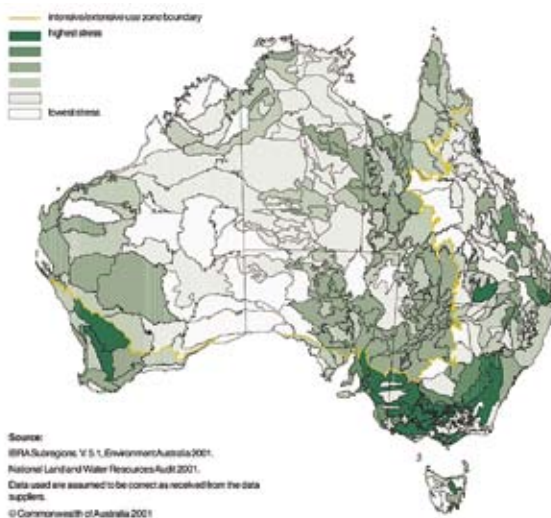 intensive/extensive use zone boundary
highest stress
lowest stress
Source:
IBRA Subregions. V. 5.1, Environment Australia 2001.
National Land and Water Resources Audit 2001.
Data used are assumed to be correct as received from the data
suppliers.
© Commonwealth of Australia 2001